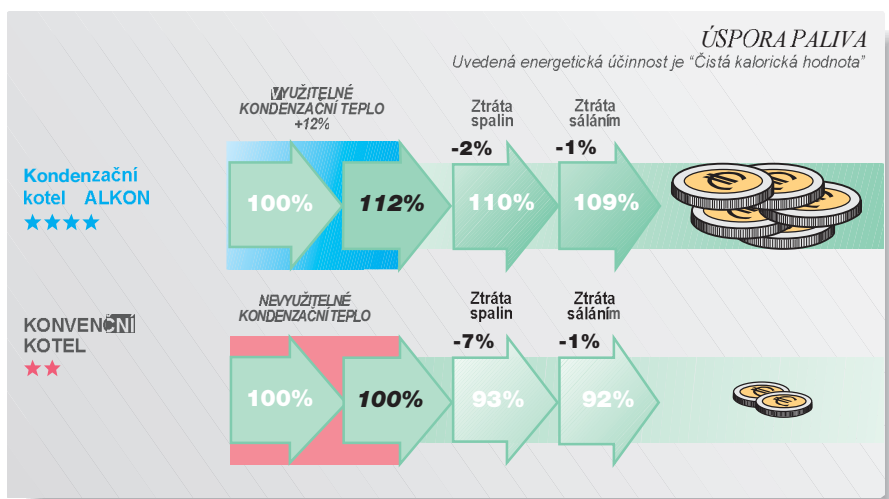 ÚSPORA PALIVA
Uvedená energetická účinnost je “Čistá kalorická hodnota”
VYUŽITELNÉ
KONDENZAČNÍ TEPLO
+12%
Ztráta
spalin
-2%
Ztráta
sáláním
-1%
Kondenzační
kotel ALKON
100%
112%
110%
109%
NEVYUŽITELNÉ
KONDENZAČNÍ TEPLO
Ztráta
spalin
-7%
Ztráta
sáláním
-1%
KONVENČNÍ
KOTEL
100%
100%
93%
92%